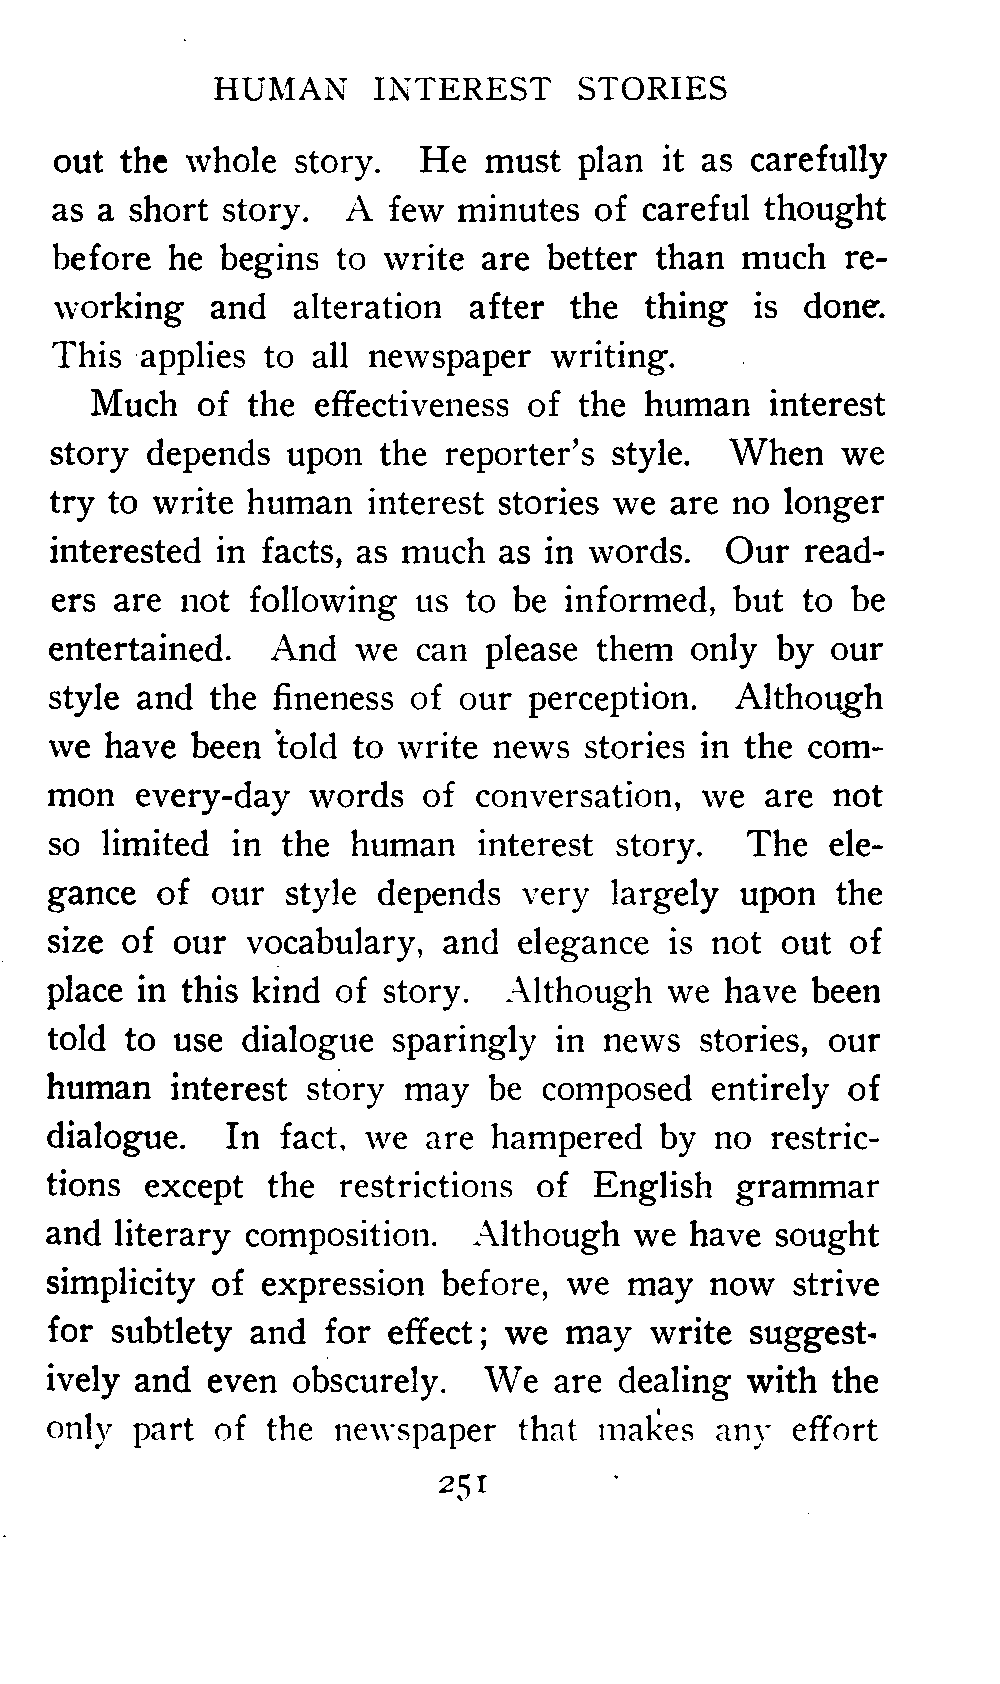 HUMAN INTEREST STORIES
out the whole story. He must plan it as carefully
as a short story. A few minutes of careful thought
before he begins to write are better than much re-
working and alteration after the thing is done.
This applies to all newspaper writing.
Much of the effectiveness of the human interest
story depends upon the reporter's style. When we
try to write human interest stories we are no longer
interested in facts, as much as in words. Our read-
ers are not following us to be informed, but to be
entertained. And we can please them only by our
style and the fineness of our perception. Although
we have been told to write news stories in the com-
mon every-day words of conversation, we are not
so limited in the human interest story. The ele-
gance of our style depends very largely upon the
size of our vocabulary, and elegance is not out of
place in this kind of story. Although we have been
told to use dialogue sparingly in news stories, our
human interest story may be composed entirely of
dialogue. In fact, we are hampered by no restric-
tions except the restrictions of English grammar
and literary composition. Although we have sought
simplicity of expression before, we may now strive
for subtlety and for effect; we may write suggest-
ively and even obscurely. We are dealing with the
only part of the newspaper that makes any effort
251